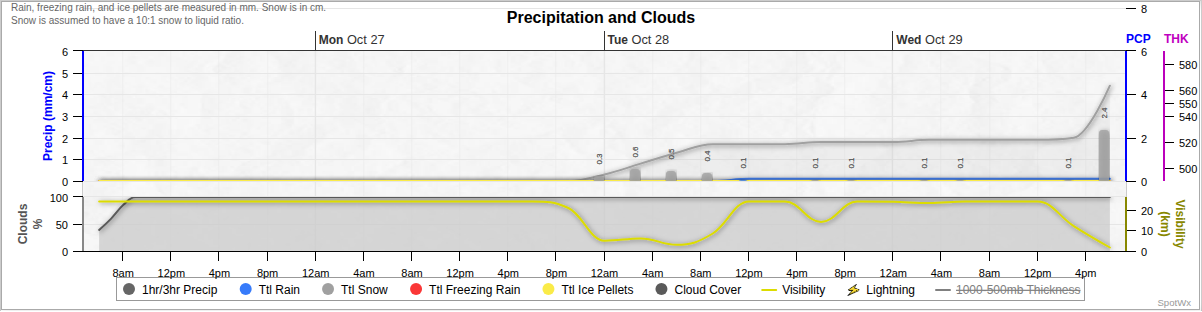 Rain, freezing rain, and ice pellets are measured in mm. Snow is in cm.
Snow is assumed to have a 10:1 snow to liquid ratio.
Precipitation and Clouds
Mon Oct 27
Tue Oct 28
Wed Oct 29
PCP THK
Precip (mm/cm)
6
5
4
3
2
1
0
0.3
0.6
0.5
0.4
0.1
0.1
0.1
0.1
0.1
0.1
2.4
8
6
4
2
0
580
560
540
520
500
Clouds
%
100
50
0
20
10
0
Visibility
(km)
8am 12pm 4pm 8pm 12am 4am 8am 12pm 4pm 8pm 12am 4am 8am 12pm 4pm 8pm 12am 4am 8am 12pm 4pm
1hr/3hr Precip Ttl Rain Ttl Snow Ttl Freezing Rain Ttl Ice Pellets Cloud Cover Visibility Lightning 1000-500mb Thickness
SpotWx